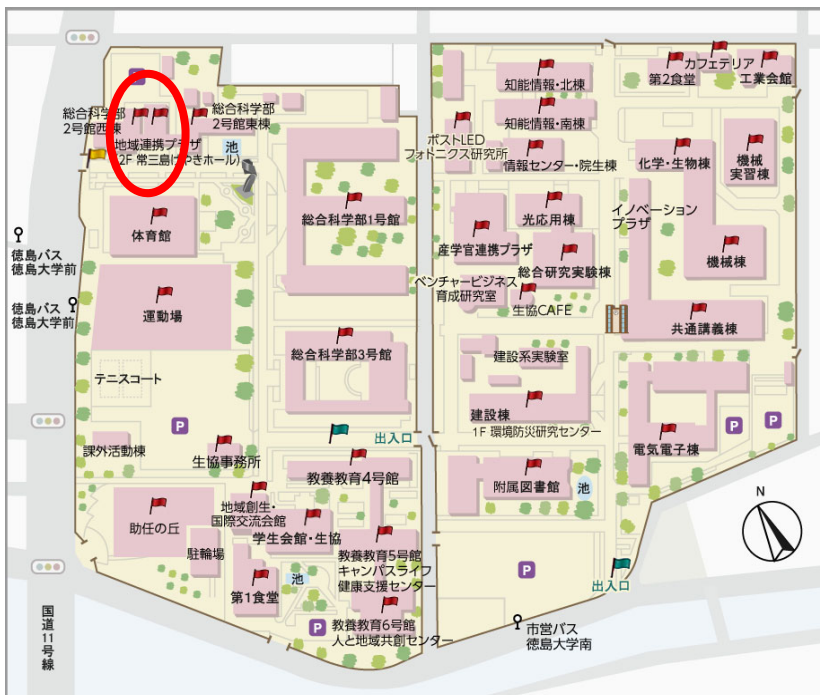 総合科学部
2号館西棟
総合科学部
2号館東棟
地域連携プラザ
(2F 常三島けやきホール)
池
体育館
総合科学部1号館
徳島バス
徳島大学前
徳島バス
徳島大学前
運動場
総合科学部3号館
テニスコート
P
課外活動棟
生協事務所
出入口
教養教育4号館
地域創生・
国際交流会館
助任の丘
学生会館・生協
駐輪場
教養教育5号館
キャンパスライフ
健康支援センター
池
第1食堂
P
教養教育6号館
人と地域共創センター
国道11号線
知能情報・北棟
カフェテリア
第2食堂
工業会館
知能情報・南棟
ポストLED
フォトニクス研究所
情報センター・院生棟
化学・生物棟
機械
実習棟
光応用棟
イノベーション
プラザ
産学官連携プラザ
総合研究実験棟
機械棟
ベンチャービジネス
育成研究室
生協CAFE
共通講義棟
建設系実験室
建設棟
1F 環境防災研究センター
P
P
電気電子棟
附属図書館
池
N
P
出入口
市営バス
徳島大学南